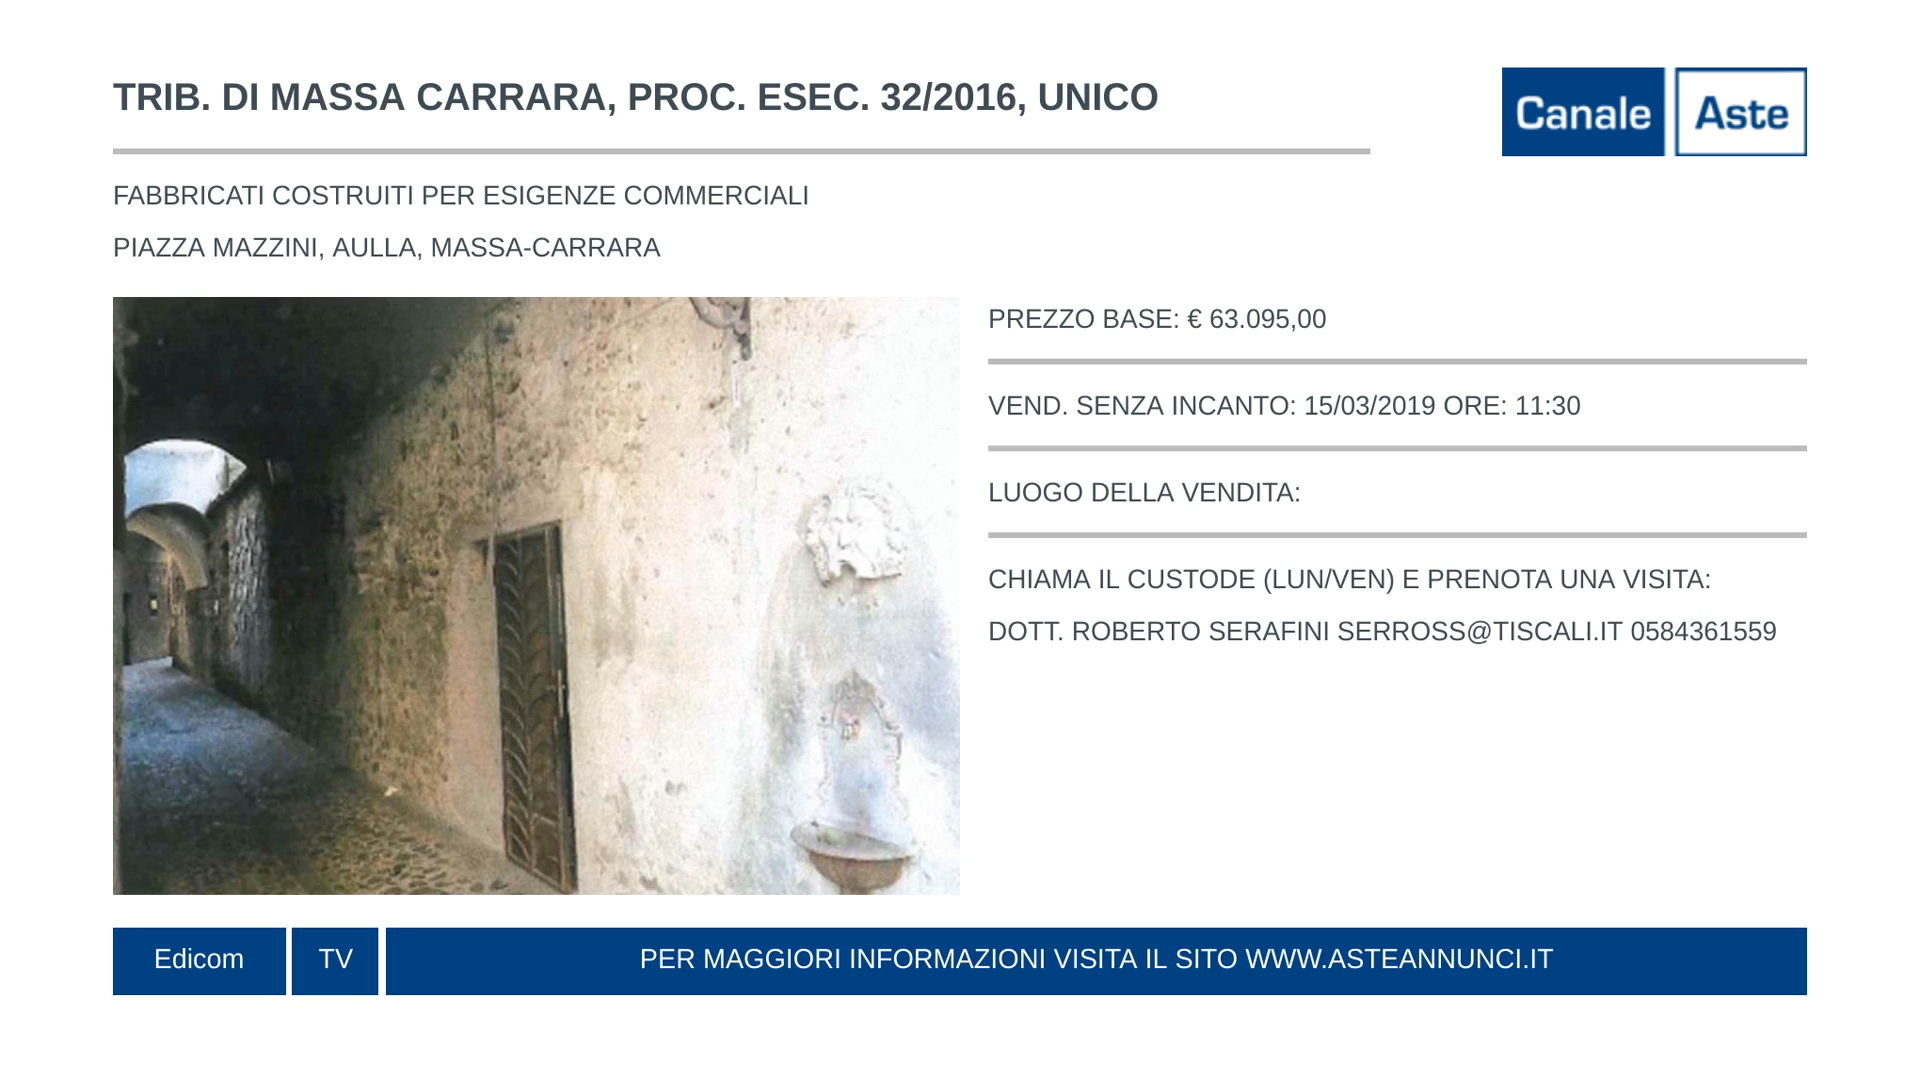 TRIB. DI MASSA CARRARA, PROC. ESEC. 32/2016, UNICO
Canale Aste
FABBRICATI COSTRUITI PER ESIGENZE COMMERCIALI
PIAZZA MAZZINI, AULLA, MASSA-CARRARA
PREZZO BASE: € 63.095,00
VEND. SENZA INCANTO: 15/03/2019 ORE: 11:30
LUOGO DELLA VENDITA:
CHIAMA IL CUSTODE (LUN/VEN) E PRENOTA UNA VISITA:
DOTT. ROBERTO SERAFINI SERROSS@TISCALI.IT 0584361559
Edicom TV PER MAGGIORI INFORMAZIONI VISITA IL SITO WWW.ASTEANNUNCI.IT